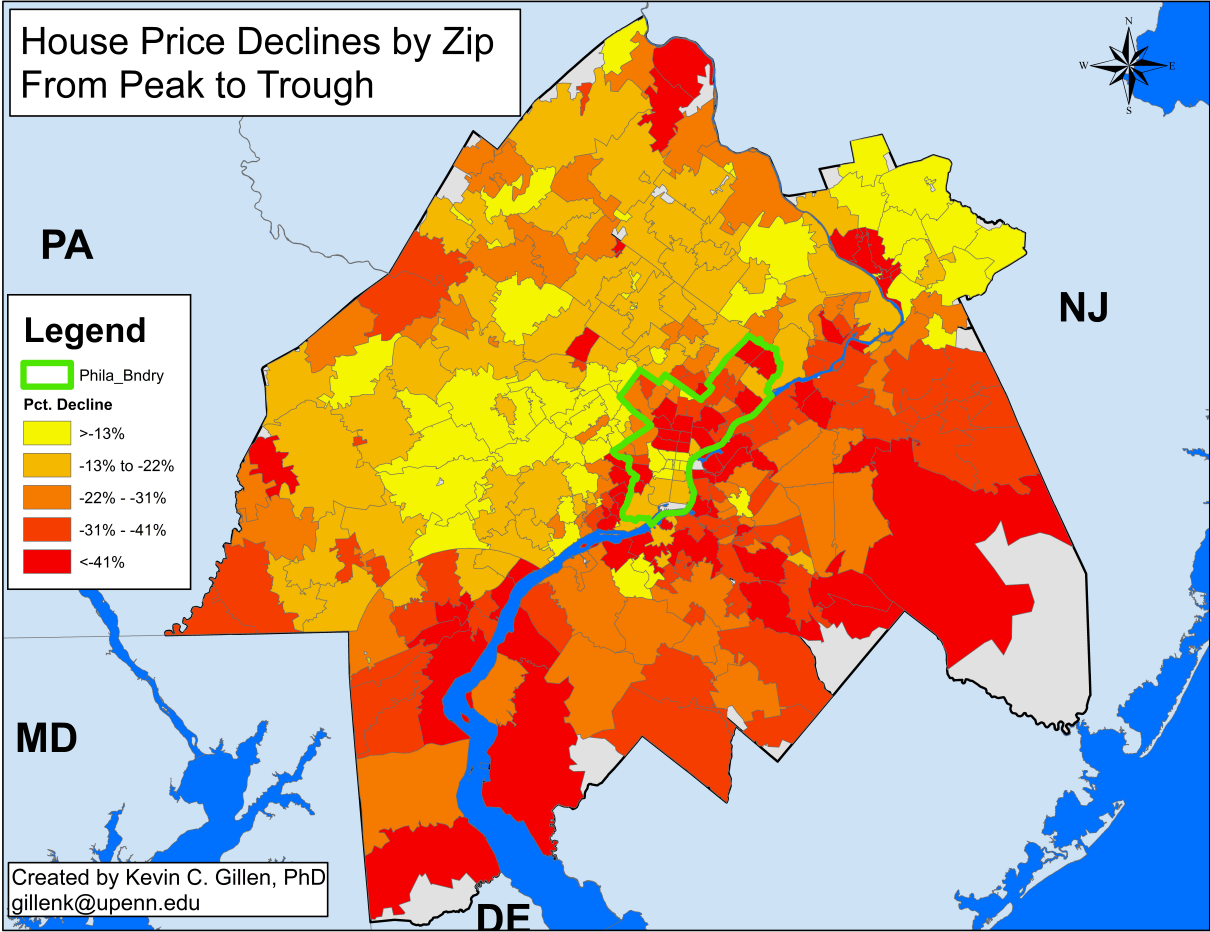 House Price Declines by Zip
From Peak to Trough
N
W
E
S
PA
NJ
Legend
Phila_Bndry
Pct. Decline
>-13%
-13% to -22%
-22% - -31%
-31% - -41%
<-41%
MD
Created by Kevin C. Gillen, PhD
gillenk@upenn.edu
DE